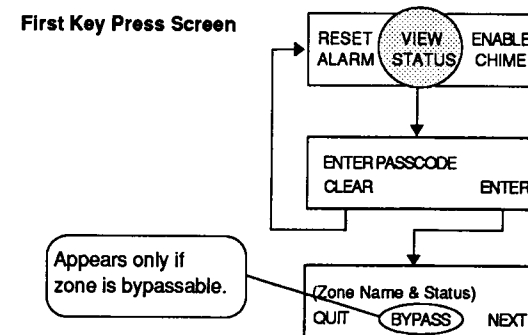 First Key Press Screen
RESET VIEW ENABLE
ALARM STATUS CHIME
ENTER PASSCODE
CLEAR ENTER
Appears only if
zone is bypassable.
(Zone Name & Status)
QUIT BYPASS NEXT